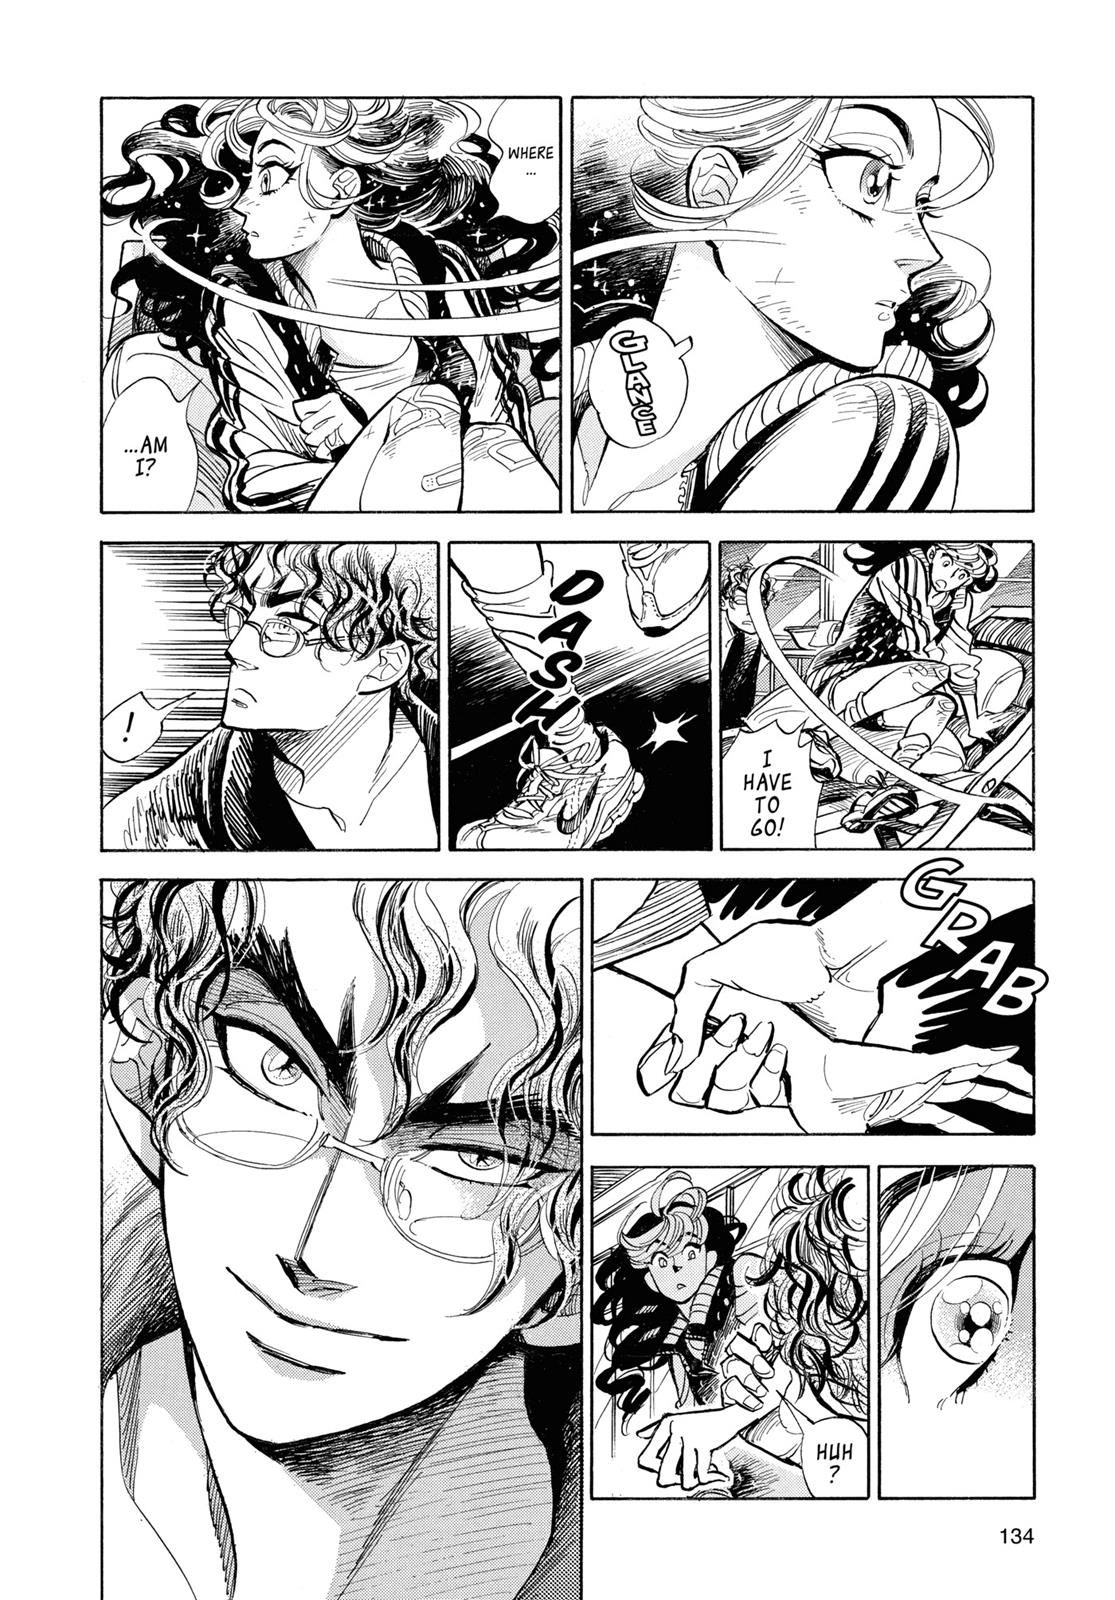 GLANCE
WHERE
...
...AM
I?
I
HAVE
TO
GO!
DASH
!
GRAB
HUH
?
134